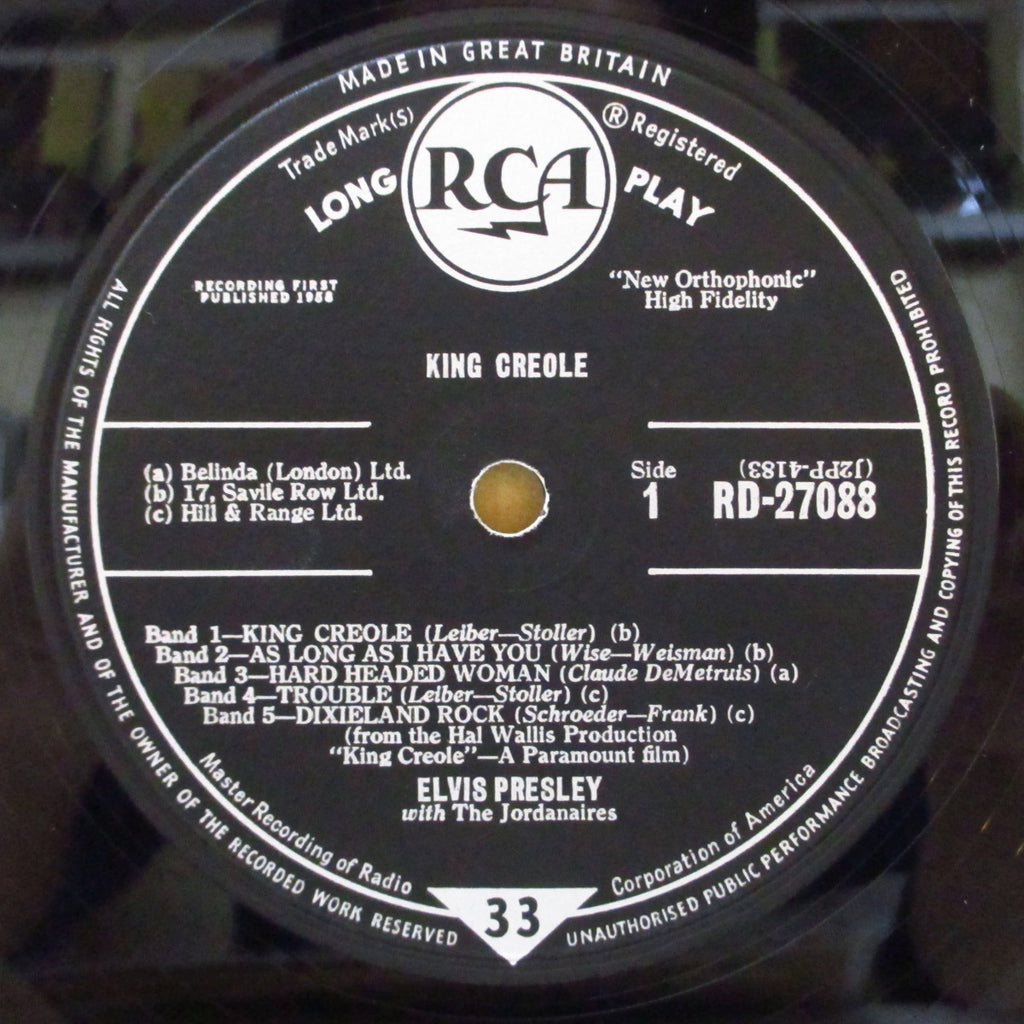 MADE IN GREAT BRITAIN
Trade Mark(s)
® Registered
LONG
RCA
PLAY
RECORDING FIRST
PUBLISHED 1958
"New Orthophonic"
High Fidelity
KING CREOLE
(a) Belinda (London) Ltd.
(b) 17, Savile Row Ltd.
(c) Hill & Range Ltd.
Side
1
(J2PP-4183)
RD-27088
Band 1—KING CREOLE (Leiber—Stoller) (b)
Band 2—AS LONG AS I HAVE YOU (Wise—Weisman) (b)
Band 3—HARD HEADED WOMAN (Claude DeMetruis) (a)
Band 4—TROUBLE (Leiber—Stoller) (c)
Band 5—DIXIELAND ROCK (Schroeder—Frank) (c)
(from the Hal Wallis Production
"King Creole"—A Paramount film)
ELVIS PRESLEY
with The Jordanaires
Master Recording of Radio
Corporation of America
33
ALL RIGHTS OF THE MANUFACTURER AND OF THE OWNER OF THE RECORDED WORK RESERVED
UNAUTHORISED PUBLIC PERFORMANCE BROADCASTING AND COPYING OF THIS RECORD PROHIBITED